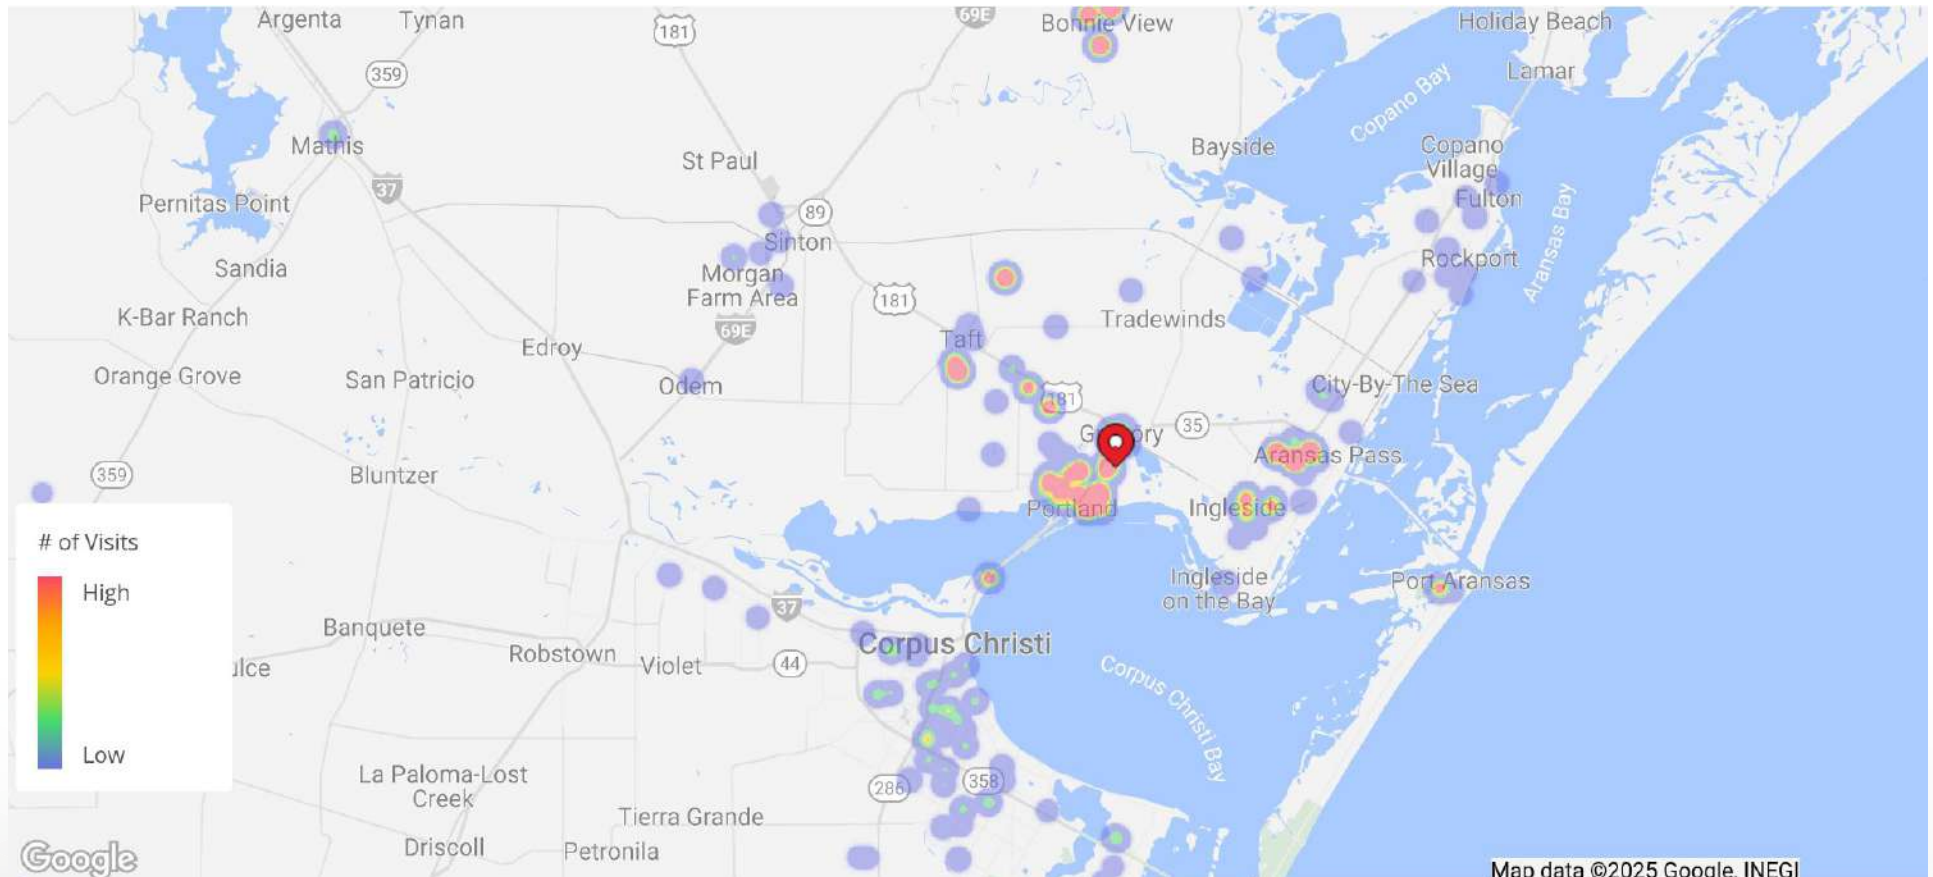 Argenta
Tynan
181
69E
Bonnie View
Holiday Beach
359
Lamar
Copano Bay
Mathis
St Paul
Bayside
Copano
Village
37
Pernitas Point
89
Fulton
Sinton
Aransas Bay
Sandia
Morgan
Farm Area
Rockport
181
K-Bar Ranch
69E
Tradewinds
Taft
Edroy
Orange Grove
San Patricio
Odem
City-By-The Sea
181
35
Gregory
Aransas Pass
359
Bluntzer
Portland
Ingleside
# of Visits
High
Low
Ingleside
on the Bay
Port Aransas
37
Banquete
Corpus Christi
Robstown
Violet
44
ulce
Corpus Christi Bay
La Paloma-Lost
Creek
286
358
Tierra Grande
Driscoll
Petronila
Google
Map data ©2025 Google, INEGI